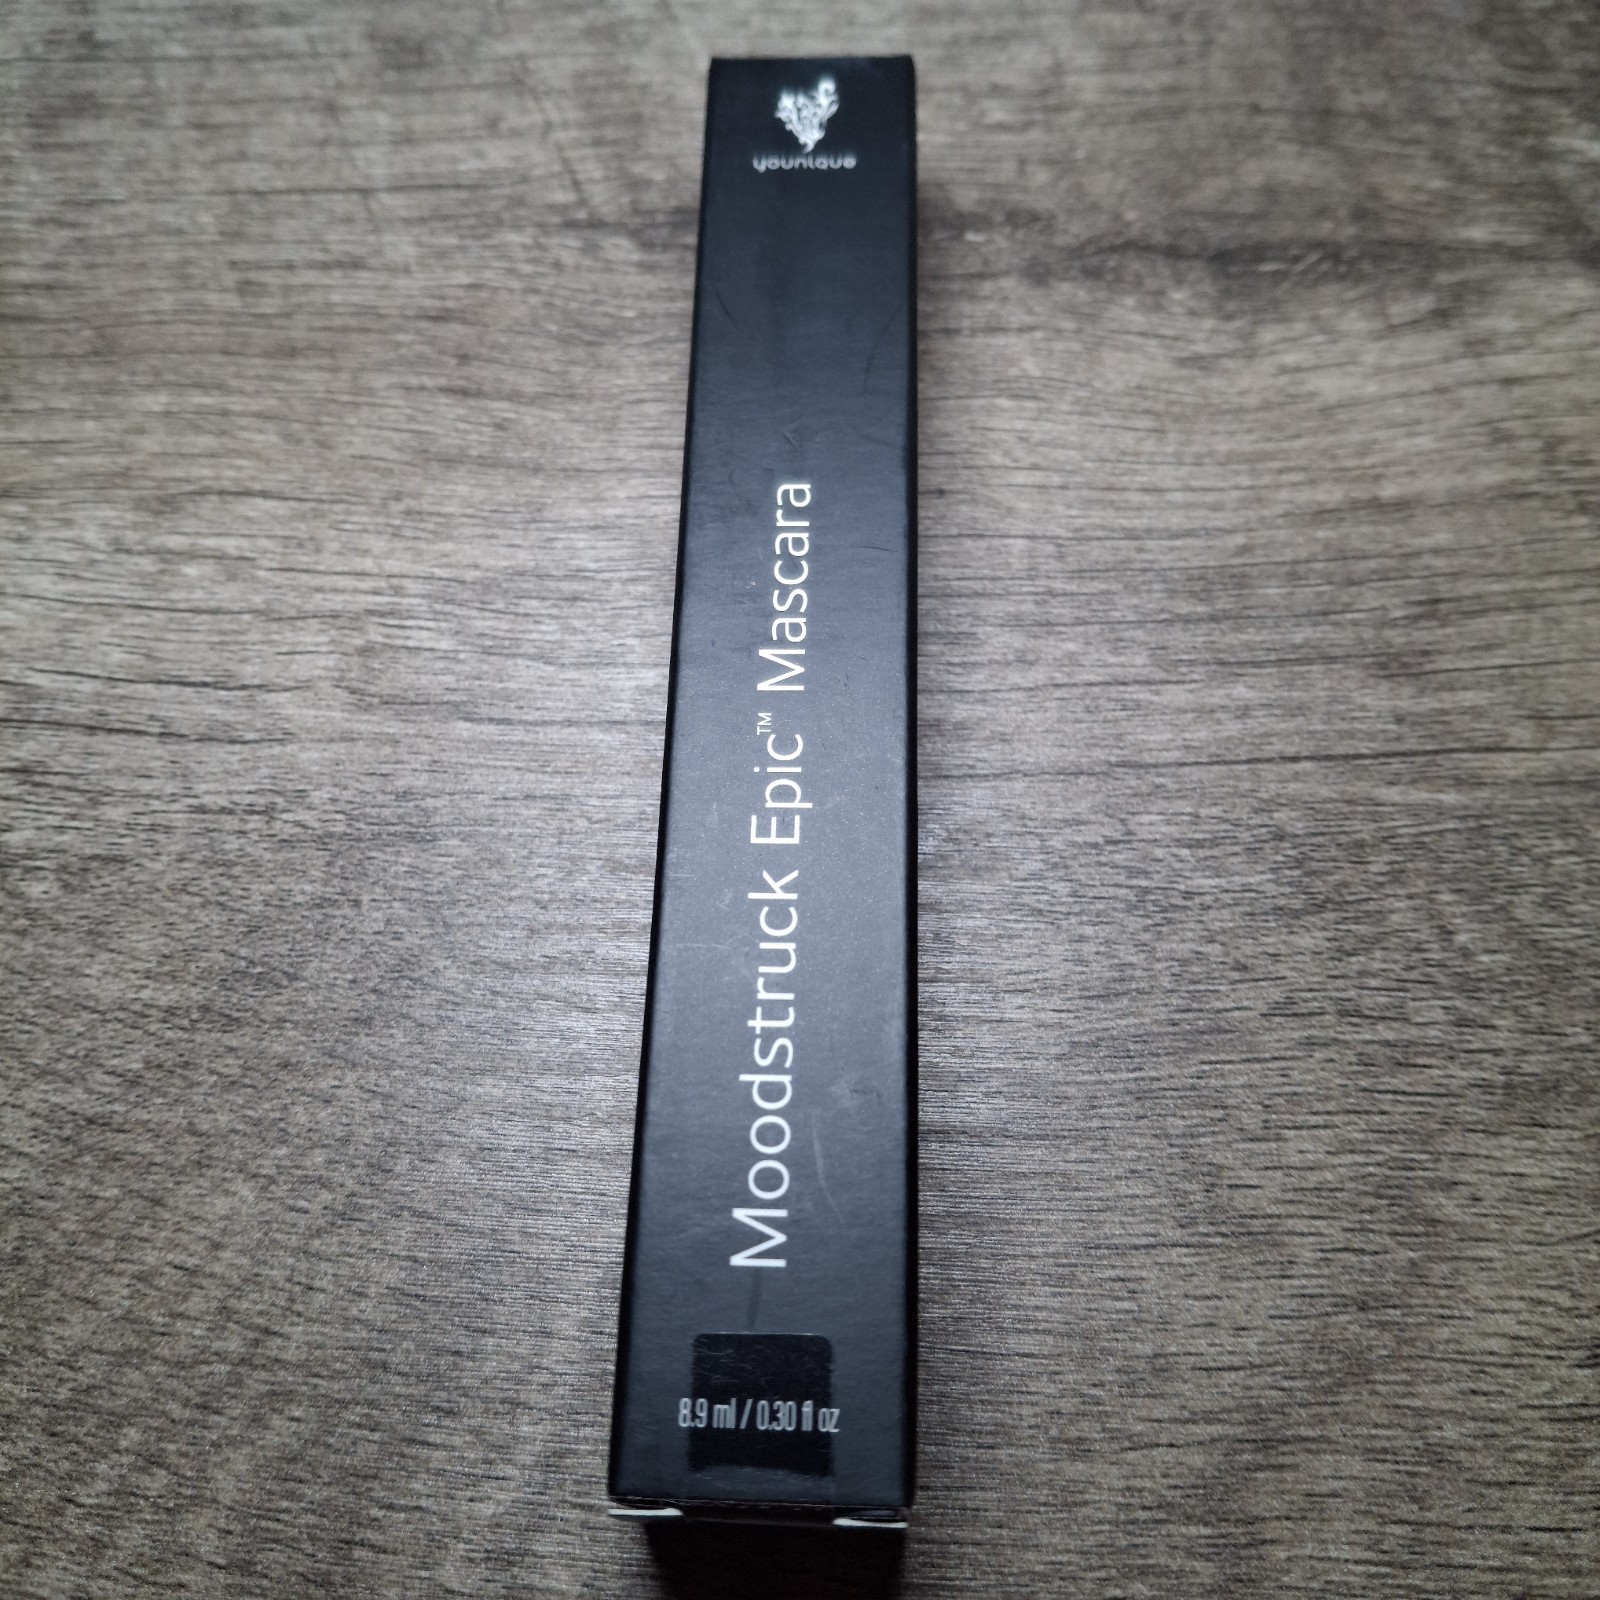 younique
Moodstruck Epic™ Mascara
8.9 ml / 0.30 fl oz